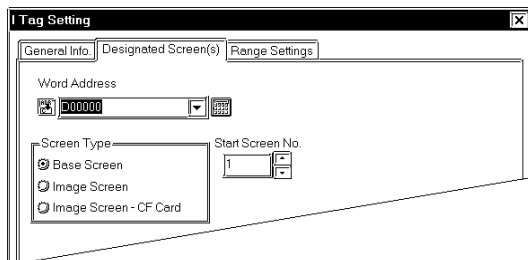 I Tag Setting
General Info. Designated Screen(s) Range Settings
Word Address
D00000
Screen Type
Start Screen No.
Base Screen
1
Image Screen
Image Screen - CF Card